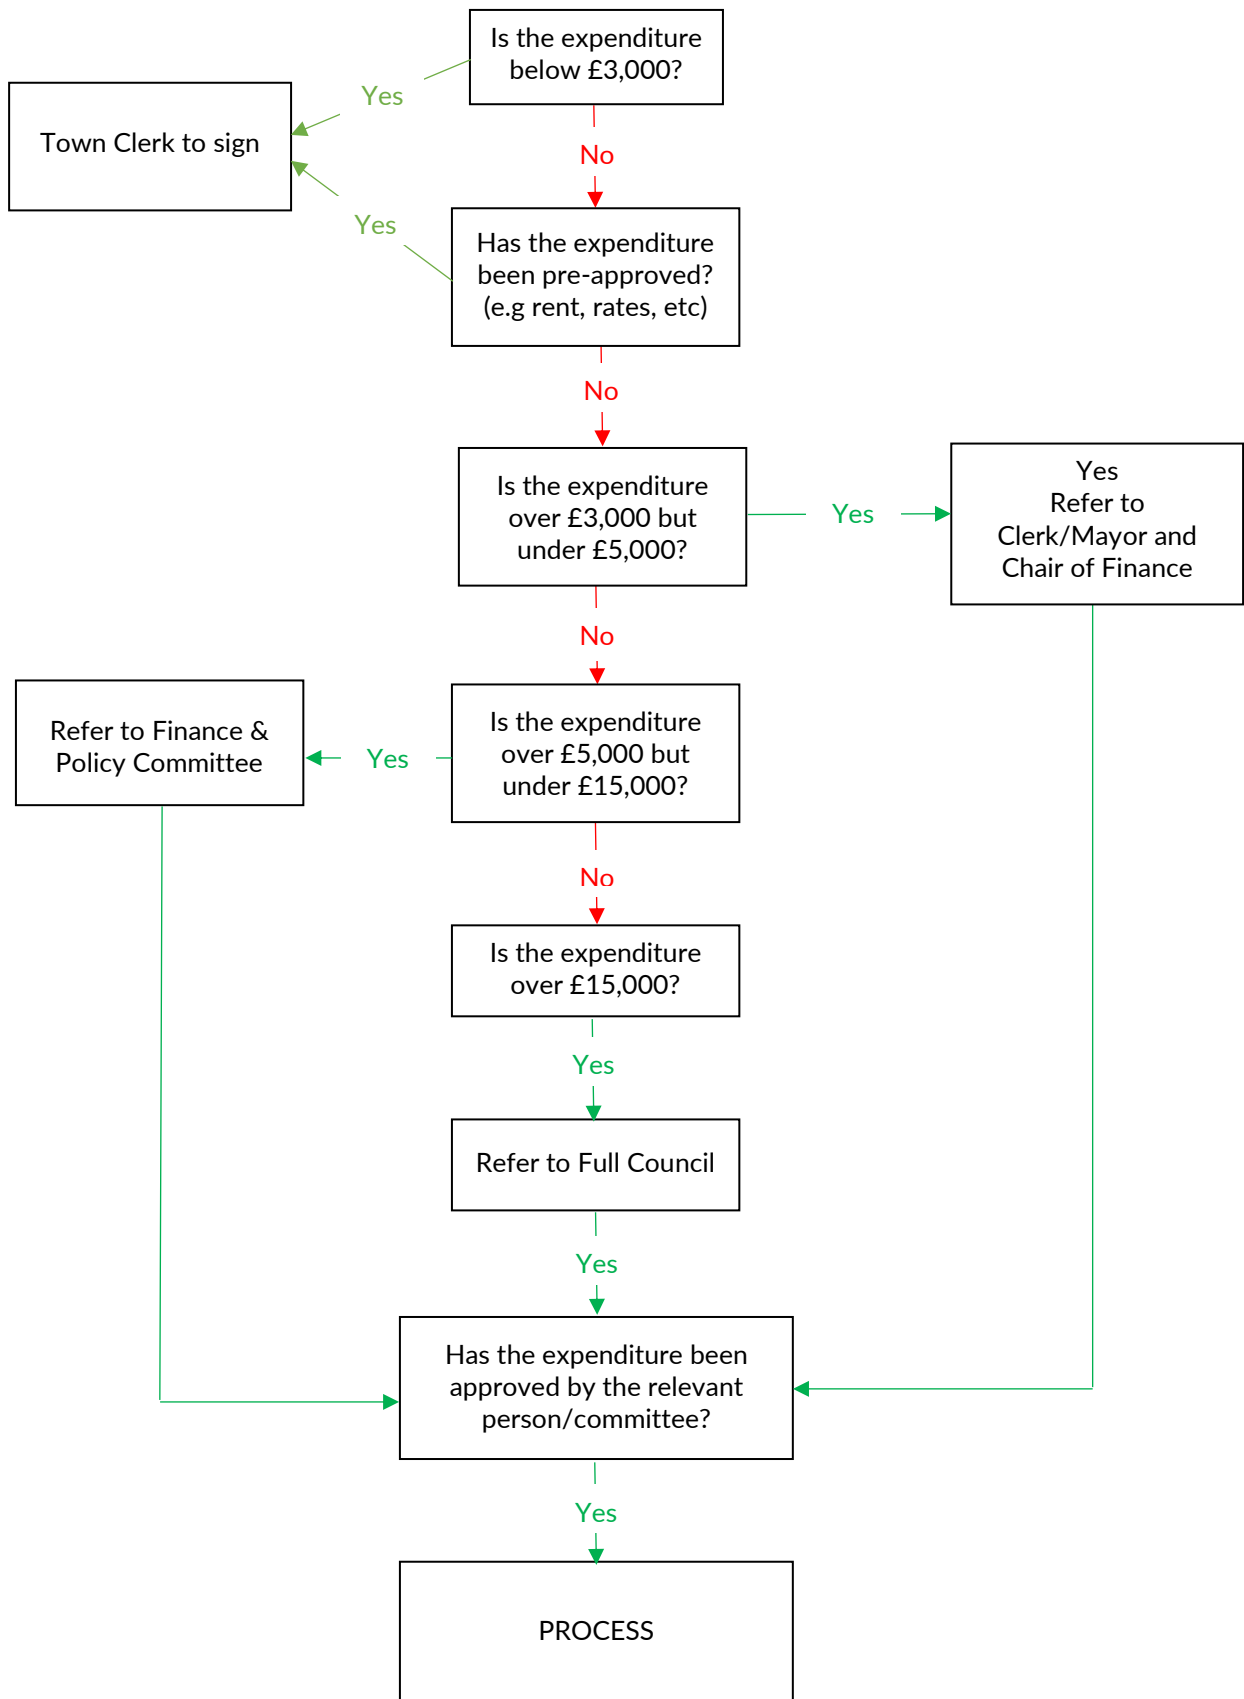 Is the expenditure
below £3,000?
Yes
Town Clerk to sign
No
Yes
Has the expenditure
been pre-approved?
(e.g rent, rates, etc)
No
Is the expenditure
over £3,000 but
under £5,000?
Yes
Yes
Refer to
Clerk/Mayor and
Chair of Finance
No
Is the expenditure
over £5,000 but
under £15,000?
Yes
Refer to Finance &
Policy Committee
No
Is the expenditure
over £15,000?
Yes
Refer to Full Council
Yes
Has the expenditure been
approved by the relevant
person/committee?
Yes
PROCESS